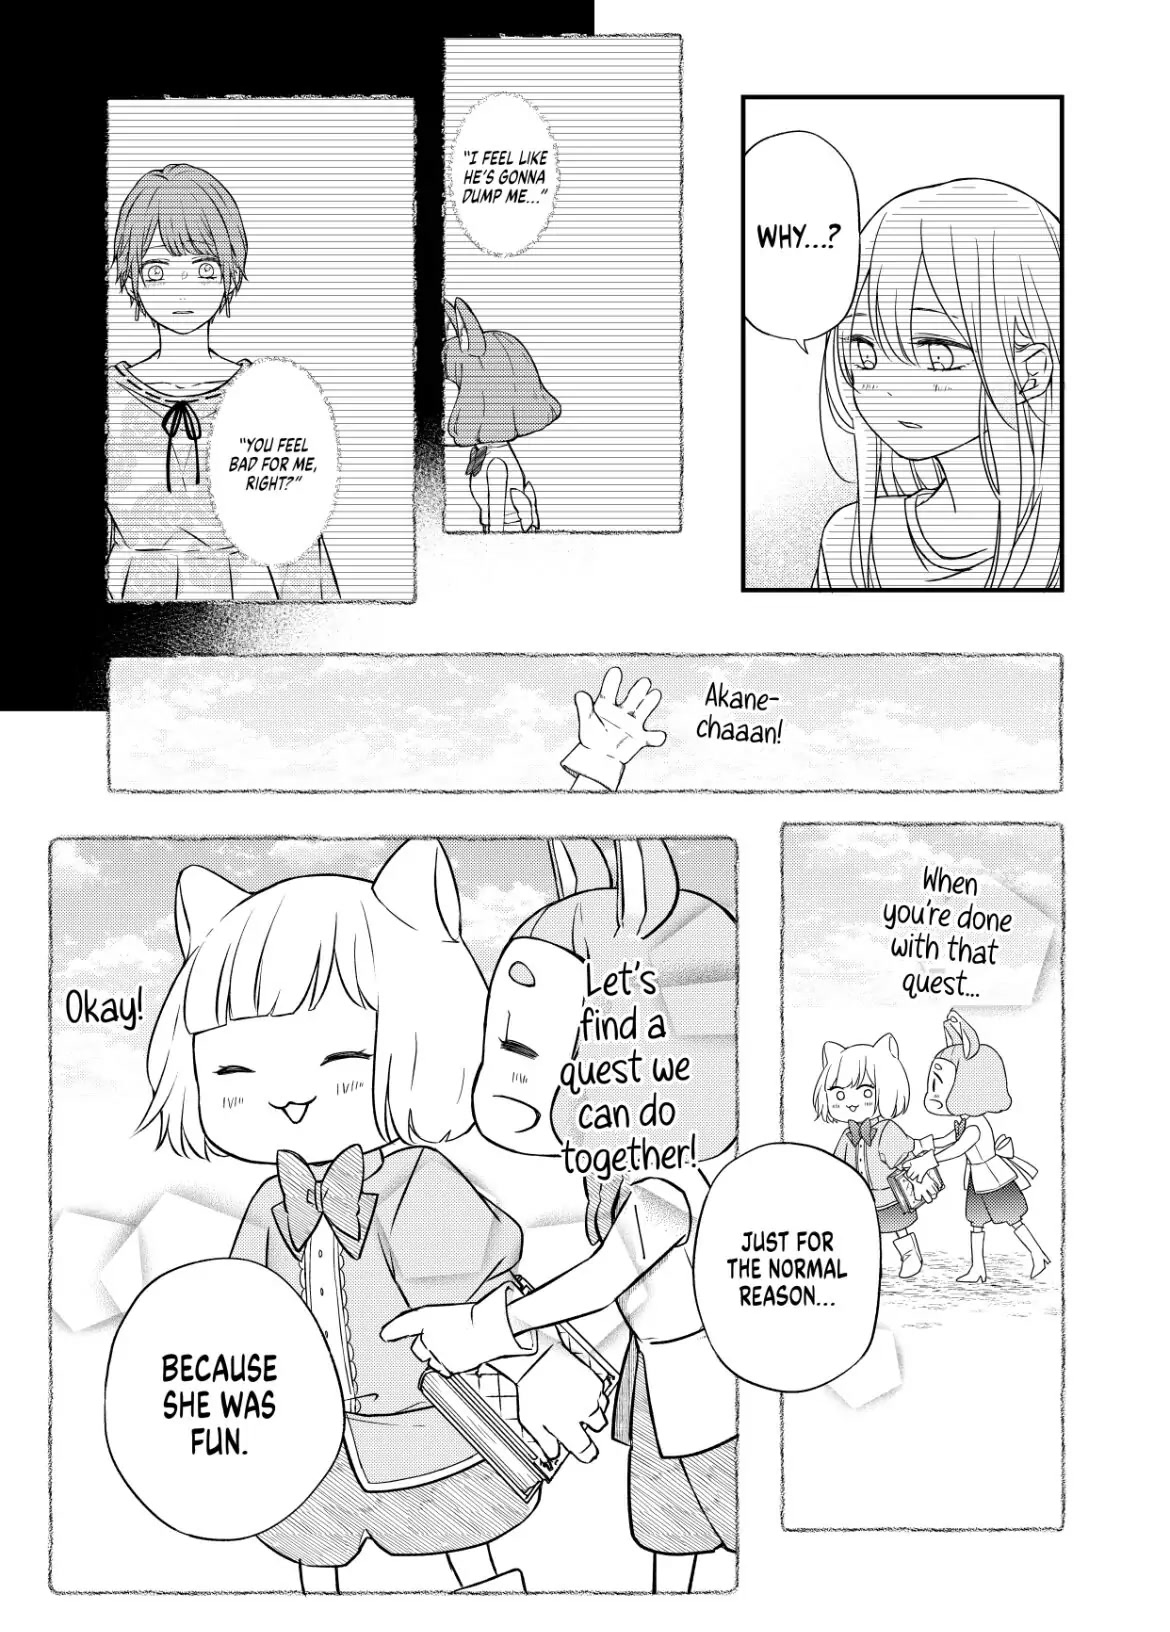 WHY...?
"I FEEL LIKE
HE'S GONNA
DUMP ME..."
"YOU FEEL
BAD FOR ME,
RIGHT?"
Akane-
chaaan!
When
you're done
with that
quest...
JUST FOR
THE NORMAL
REASON...
Let's
find a
quest we
can do
together!
Okay!
BECAUSE
SHE WAS
FUN.